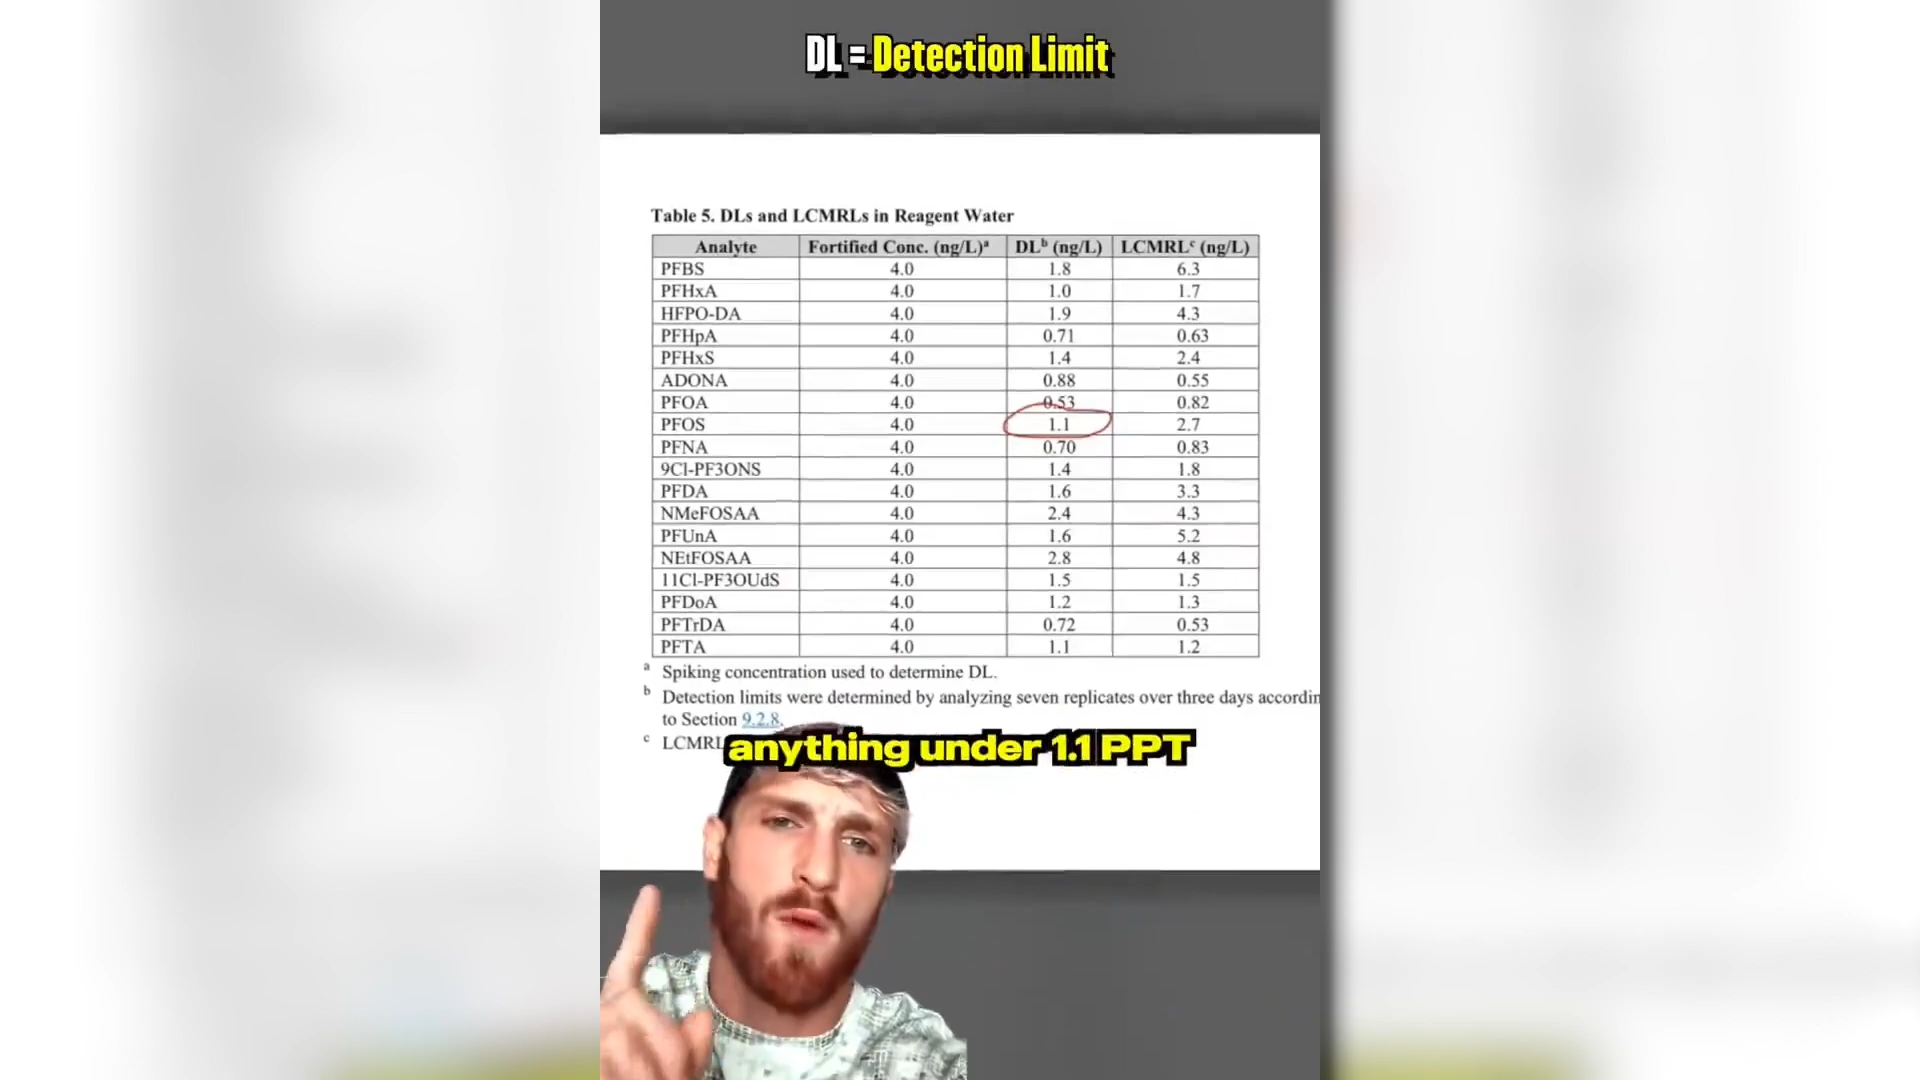 DL = Detection Limit
Table 5. DLs and LCMRLs in Reagent Water
Analyte Fortified Conc. (ng/L)a DLb (ng/L) LCMRLc (ng/L)
PFBS 4.0 1.8 6.3
PFHxA 4.0 1.0 1.7
HFPO-DA 4.0 1.9 4.3
PFHpA 4.0 0.71 0.63
PFHxS 4.0 1.4 2.4
ADONA 4.0 0.88 0.55
PFOA 4.0 0.53 0.82
PFOS 4.0 1.1 2.7
PFNA 4.0 0.70 0.83
9Cl-PF3ONS 4.0 1.4 1.8
PFDA 4.0 1.6 3.3
NMeFOSAA 4.0 2.4 4.3
PFUnA 4.0 1.6 5.2
NEtFOSAA 4.0 2.8 4.8
11Cl-PF3OUdS 4.0 1.5 1.5
PFDoA 4.0 1.2 1.3
PFTrDA 4.0 0.72 0.53
PFTA 4.0 1.1 1.2
a Spiking concentration used to determine DL.
b Detection limits were determined by analyzing seven replicates over three days accordin
to Section 9.2.8.
c LCMRL
anything under 1.1 PPT